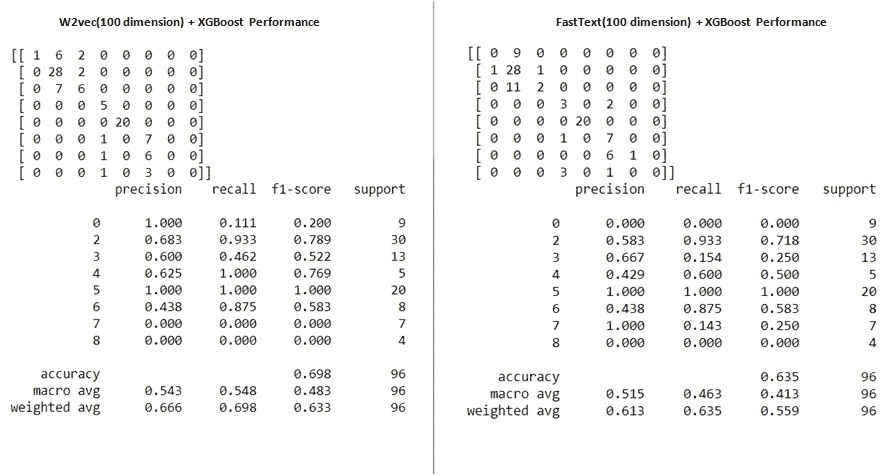 W2vec(100 dimension) + XGBoost Performance
[[ 1 6 2 0 0 0 0 0]
[ 0 28 2 0 0 0 0 0]
[ 0 7 6 0 0 0 0 0]
[ 0 0 0 5 0 0 0 0]
[ 0 0 0 0 20 0 0 0]
[ 0 0 0 1 0 7 0 0]
[ 0 0 0 1 0 6 0 0]
[ 0 0 0 1 0 3 0 0]]
precision recall f1-score support
0 1.000 0.111 0.200 9
2 0.683 0.933 0.789 30
3 0.600 0.462 0.522 13
4 0.625 1.000 0.769 5
5 1.000 1.000 1.000 20
6 0.438 0.875 0.583 8
7 0.000 0.000 0.000 7
8 0.000 0.000 0.000 4
accuracy 0.698 96
macro avg 0.543 0.548 0.483 96
weighted avg 0.666 0.698 0.633 96
FastText(100 dimension) + XGBoost Performance
[[ 0 9 0 0 0 0 0 0]
[ 1 28 1 0 0 0 0 0]
[ 0 11 2 0 0 0 0 0]
[ 0 0 0 3 0 2 0 0]
[ 0 0 0 0 20 0 0 0]
[ 0 0 0 1 0 7 0 0]
[ 0 0 0 0 0 6 1 0]
[ 0 0 0 3 0 1 0 0]]
precision recall f1-score support
0 0.000 0.000 0.000 9
2 0.583 0.933 0.718 30
3 0.667 0.154 0.250 13
4 0.429 0.600 0.500 5
5 1.000 1.000 1.000 20
6 0.438 0.875 0.583 8
7 1.000 0.143 0.250 7
8 0.000 0.000 0.000 4
accuracy 0.635 96
macro avg 0.515 0.463 0.413 96
weighted avg 0.613 0.635 0.559 96